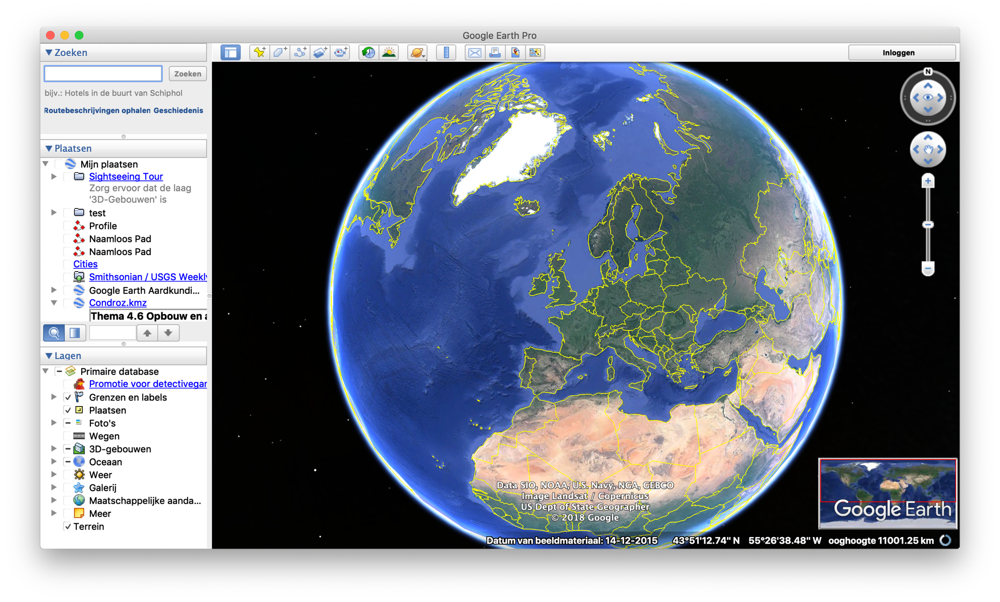 Google Earth Pro
Zoeken
Zoeken
bijv.: Hotels in de buurt van Schiphol
Routebeschrijvingen ophalen Geschiedenis
Plaatsen
Mijn plaatsen
Sightseeing Tour
Zorg ervoor dat de laag
'3D-Gebouwen' is
test
Profile
Naamloos Pad
Naamloos Pad
Cities
Smithsonian / USGS Weekly
Google Earth Aardkundi...
Condroz.kmz
Thema 4.6 Opbouw en a
Lagen
Primaire database
Promotie voor detectivegar
Grenzen en labels
Plaatsen
Foto's
Wegen
3D-gebouwen
Oceaan
Weer
Galerij
Maatschappelijke aanda...
Meer
Terrein
Inloggen
N
Data SIO, NOAA, U.S. Navy, NGA, GEBCO
Image Landsat / Copernicus
US Dept of State Geographer
© 2018 Google
Google Earth
Datum van beeldmateriaal: 14-12-2015 43°51'12.74" N 55°26'38.48" W ooghoogte 11001.25 km